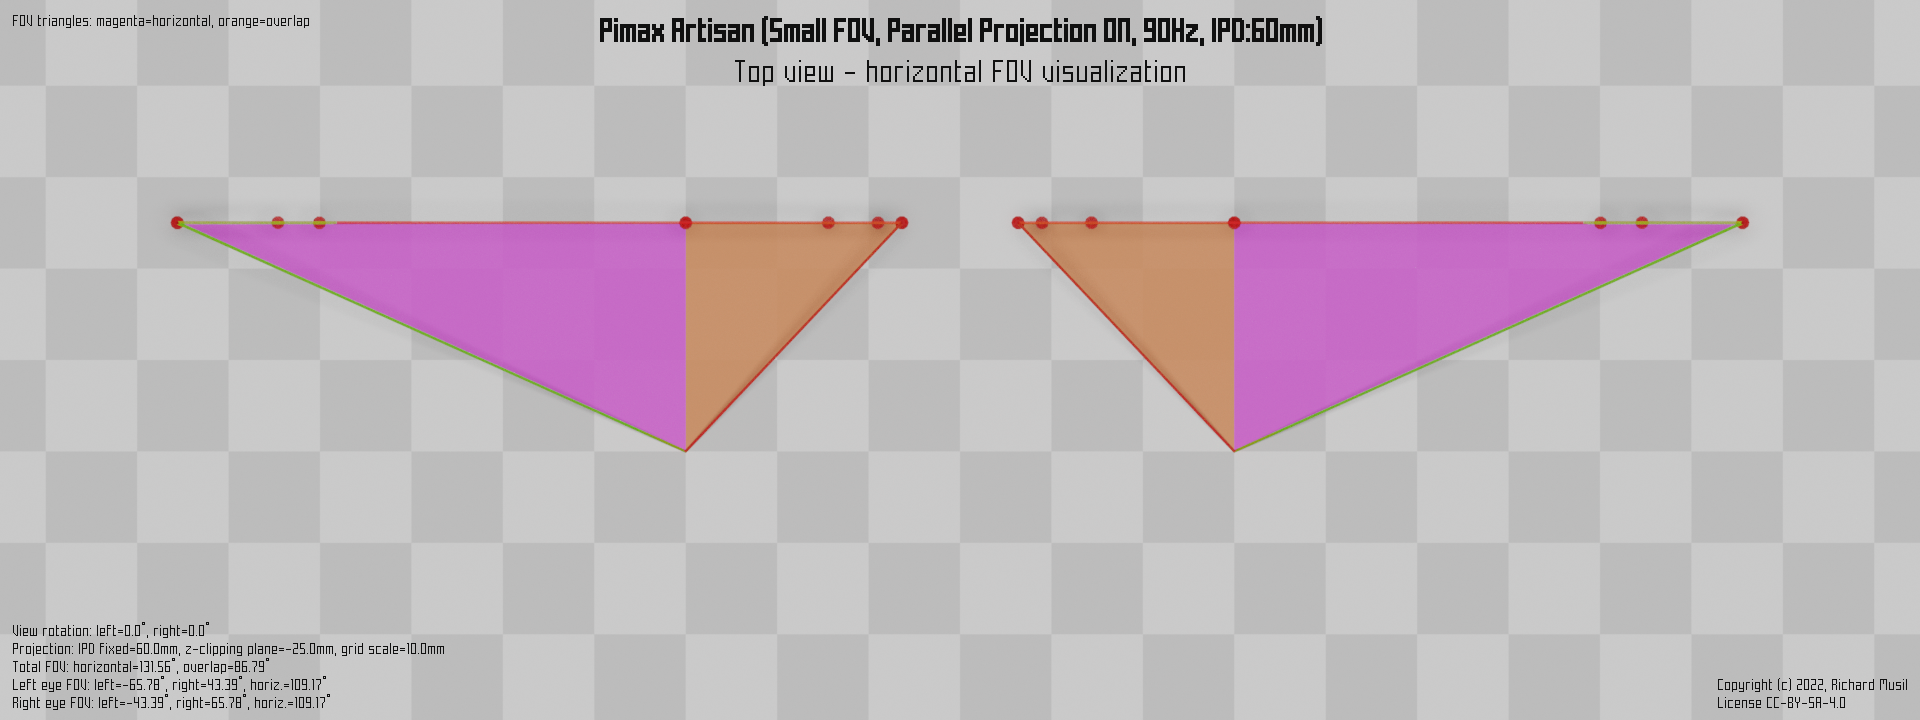 FOV triangles: magenta=horizontal, orange=overlap
Pimax Artisan (Small FOV, Parallel Projection ON, 90Hz, IPD:60mm)
Top view - horizontal FOV visualization
View rotation: left=0.0°, right=0.0°
Projection: IPD fixed=60.0mm, z-clipping plane=-25.0mm, grid scale=10.0mm
Total FOV: horizontal=131.56°, overlap=86.79°
Left eye FOV: left=-65.78°, right=43.39°, horiz.=109.17°
Right eye FOV: left=-43.39°, right=65.78°, horiz.=109.17°
Copyright (c) 2022, Richard Musil
License CC-BY-SA-4.0